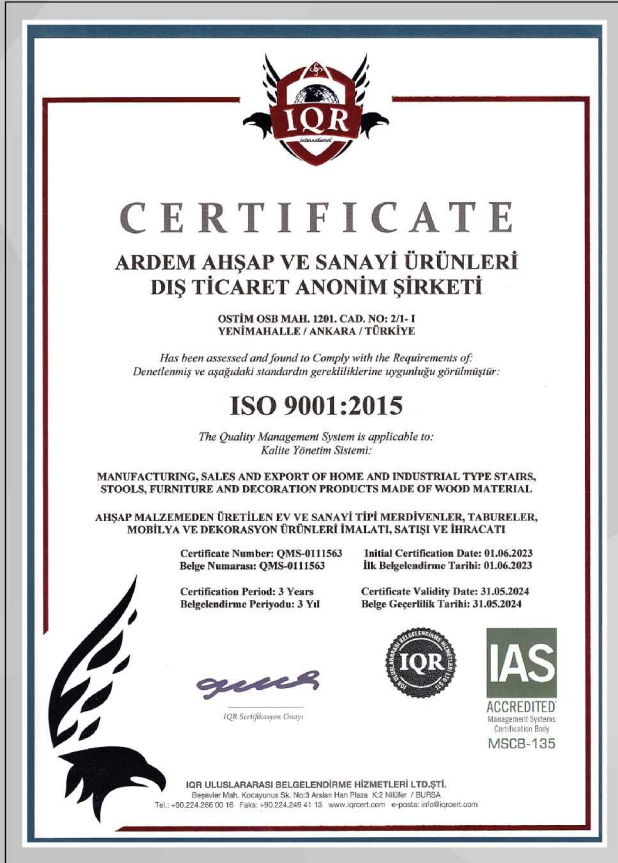 IQR
international
CERTIFICATE
ARDEM AHŞAP VE SANAYİ ÜRÜNLERİ
DIŞ TİCARET ANONİM ŞİRKETİ
OSTİM OSB MAH. 1201. CAD. NO: 2/1- I
YENİMAHALLE / ANKARA / TÜRKİYE
Has been assessed and found to Comply with the Requirements of:
Denetlenmiş ve aşağıdaki standardın gerekliliklerine uygunluğu görülmüştür:
ISO 9001:2015
The Quality Management System is applicable to:
Kalite Yönetim Sistemi:
MANUFACTURING, SALES AND EXPORT OF HOME AND INDUSTRIAL TYPE STAIRS,
STOOLS, FURNITURE AND DECORATION PRODUCTS MADE OF WOOD MATERIAL
AHŞAP MALZEMEDEN ÜRETİLEN EV VE SANAYİ TİPİ MERDİVENLER, TABURELER,
MOBİLYA VE DEKORASYON ÜRÜNLERİ İMALATI, SATIŞI VE İHRACATI
Certificate Number: QMS-0111563 Initial Certification Date: 01.06.2023
Belge Numarası: QMS-0111563 İlk Belgelendirme Tarihi: 01.06.2023
Certification Period: 3 Years Certificate Validity Date: 31.05.2024
Belgelendirme Periyodu: 3 Yıl Belge Geçerlilik Tarihi: 31.05.2024
IQR Sertifikasyon Onayı
IQR
IAS
ACCREDITED
Management Systems
Certification Body
MSCB-135
IQR ULUSLARARASI BELGELENDİRME HİZMETLERİ LTD.ŞTİ.
Beşevler Mah. Kocayunus Sk. No:3 Arslan Han Plaza K:2 Nilüfer / BURSA
Tel.: +90.224.266 00 16 Faks: +90.224.249 41 13 www.iqrcert.com e-posta: info@iqrcert.com